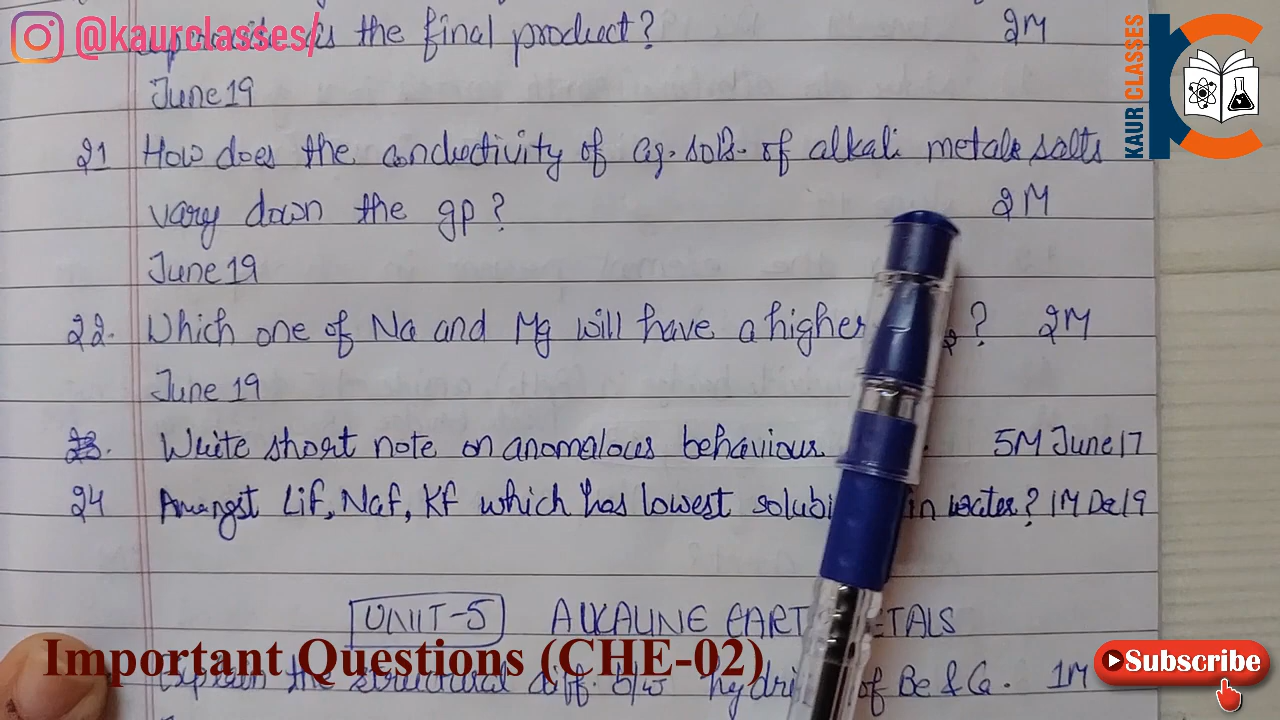 @kaurclasses/ is the final product? 2M
KAUR CLASSES
June 19
21 How does the conductivity of aq. soln. of alkali metals salts
vary down the gp? 2M
June 19
22. Which one of Na and Mg will have a higher ? 2M
June 19
23. Write short note on anomalous behaviour 5M June 17
24 Amongst Lif, Naf, Kf which has lowest solubi in water? 1M De19
UNIT-5 ALKALINE EART ETALS
Important Questions (CHE-02)
Subscribe
Explain the structural diff. b/w hydri of Be & Ca. 1M